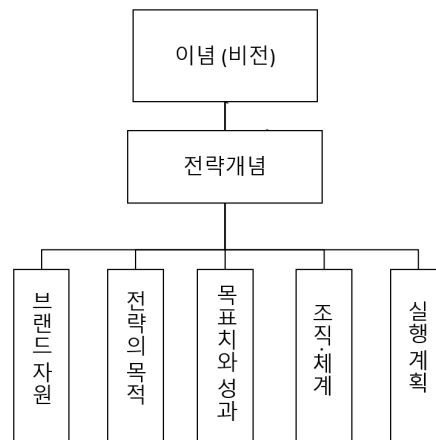 이념 (비전)
전략개념
브랜드 자원
전략의 목적
목표치와 성과
조직·체계
실행 계획